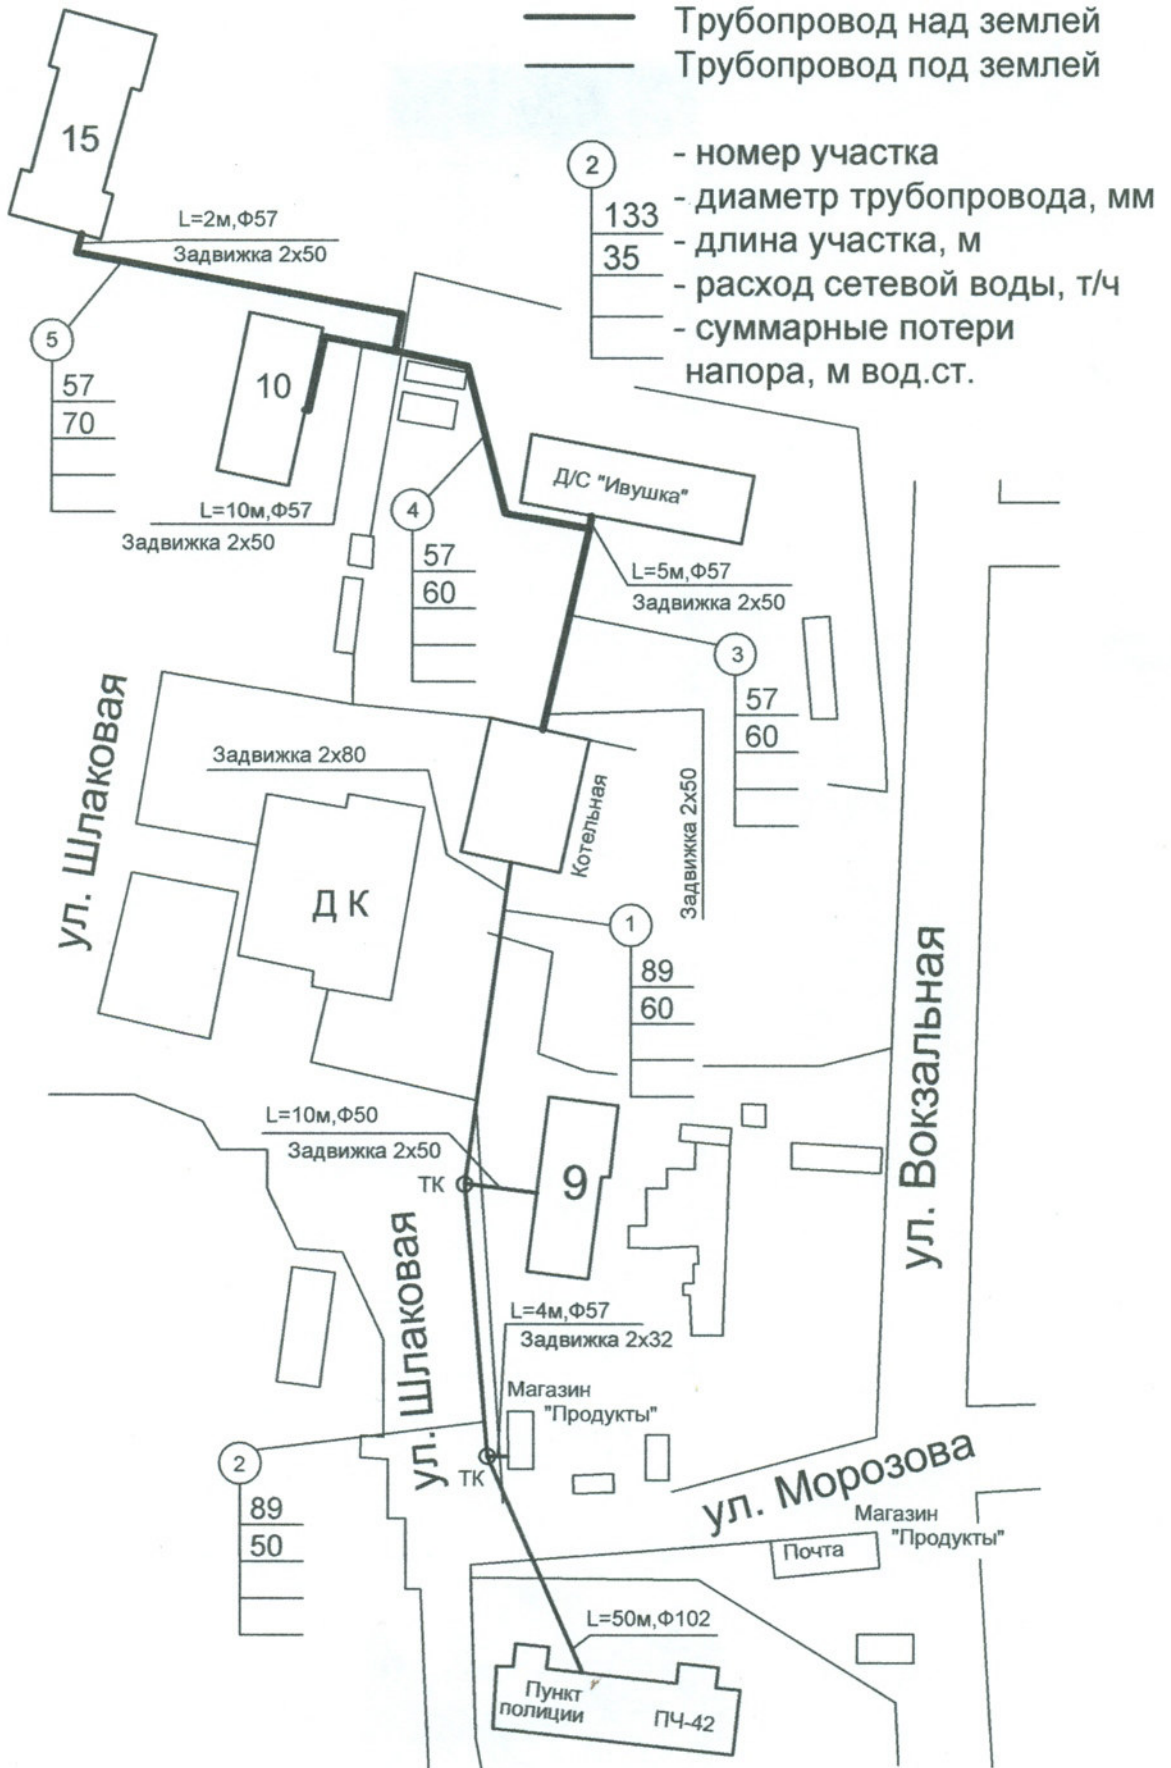 Трубопровод над землей
Трубопровод под землей
2
- номер участка
133
- диаметр трубопровода, мм
35
- длина участка, м
- расход сетевой воды, т/ч
- суммарные потери
напора, м вод.ст.
15
L=2м,Ф57
Задвижка 2х50
5
57
70
10
L=10м,Ф57
Задвижка 2х50
4
57
60
Д/С "Ивушка"
L=5м,Ф57
Задвижка 2х50
3
57
60
Задвижка 2х50
ул. Шлаковая
Задвижка 2х80
Котельная
Д К
1
89
60
ул. Вокзальная
L=10м,Ф50
Задвижка 2х50
ТК
9
ул. Шлаковая
L=4м,Ф57
Задвижка 2х32
Магазин
"Продукты"
2
89
50
ТК
ул. Морозова
Магазин
"Продукты"
Почта
L=50м,Ф102
Пункт
полиции
ПЧ-42